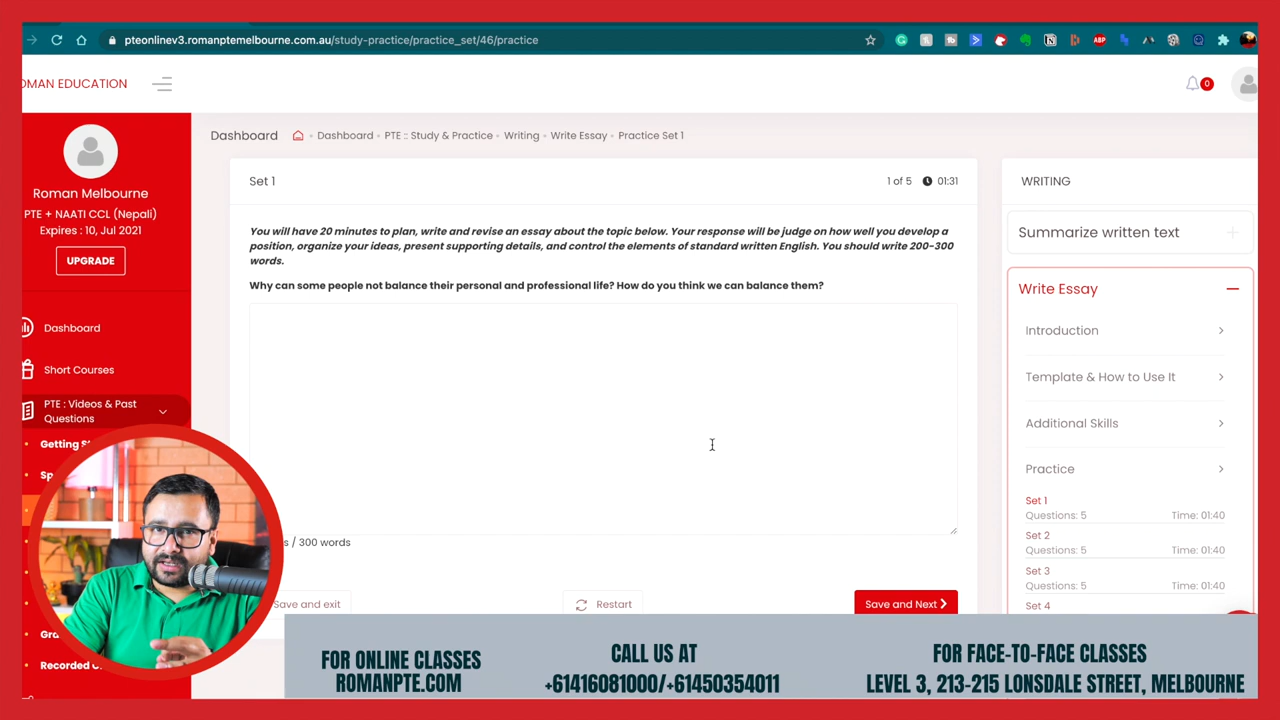 pteonlinev3.romanptemelbourne.com.au/study-practice/practice_set/46/practice
OMAN EDUCATION
0
Roman Melbourne
PTE + NAATI CCL (Nepali)
Expires : 10, Jul 2021
UPGRADE
Dashboard
Short Courses
PTE : Videos & Past
Questions
Dashboard Dashboard PTE :: Study & Practice Writing Write Essay Practice Set 1
Set 1 1 of 5 01:31
You will have 20 minutes to plan, write and revise an essay about the topic below. Your response will be judge on how well you develop a
position, organize your ideas, present supporting details, and control the elements of standard written English. You should write 200-300
words.
Why can some people not balance their personal and professional life? How do you think we can balance them?
/ 300 words
Save and exit
Restart
Save and Next
WRITING
Summarize written text
Write Essay
Introduction
Template & How to Use It
Additional Skills
Practice
Set 1
Questions: 5 Time: 01:40
Set 2
Questions: 5 Time: 01:40
Set 3
Questions: 5 Time: 01:40
Set 4
FOR ONLINE CLASSES
ROMANPTE.COM
CALL US AT
+61416081000/+61450354011
FOR FACE-TO-FACE CLASSES
LEVEL 3, 213-215 LONSDALE STREET, MELBOURNE